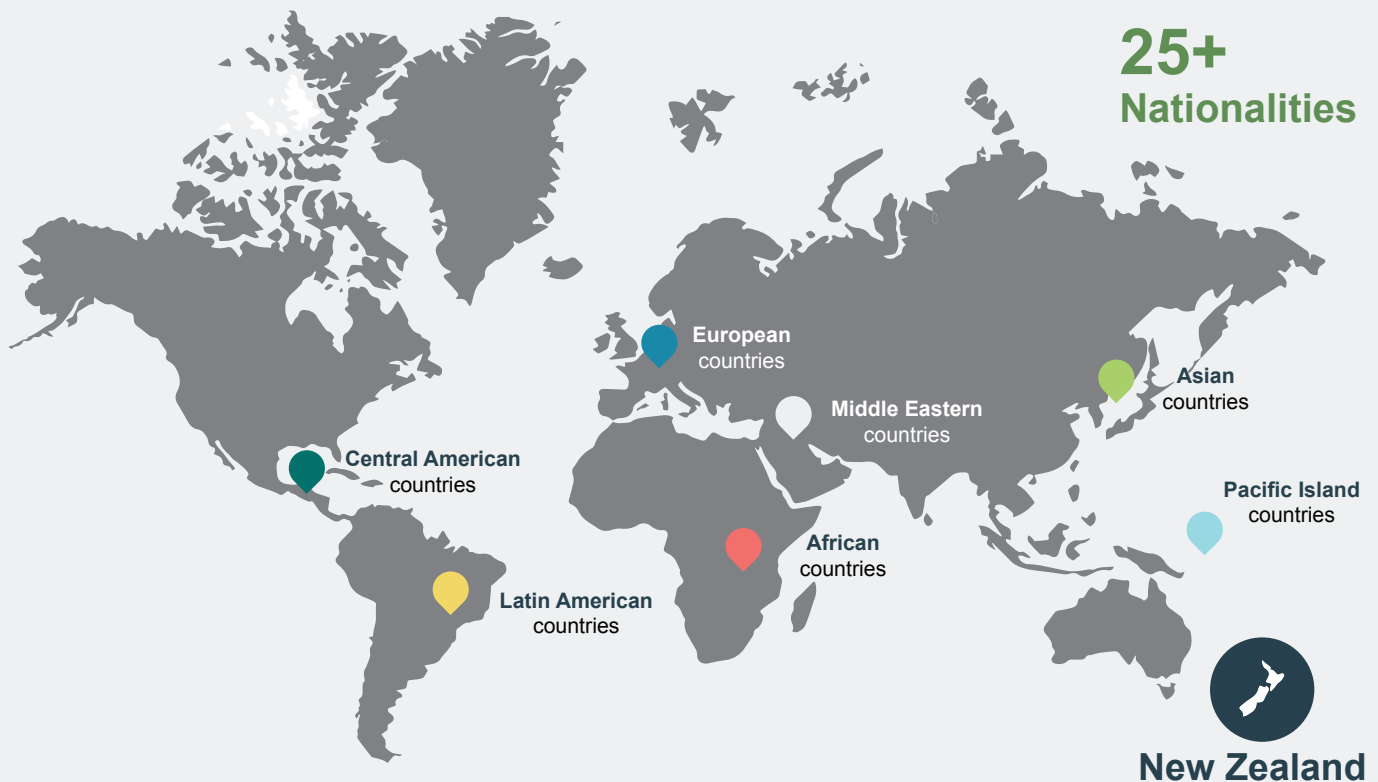 25+
Nationalities
European
countries
Asian
countries
Middle Eastern
countries
Central American
countries
Pacific Island
countries
African
countries
Latin American
countries
New Zealand